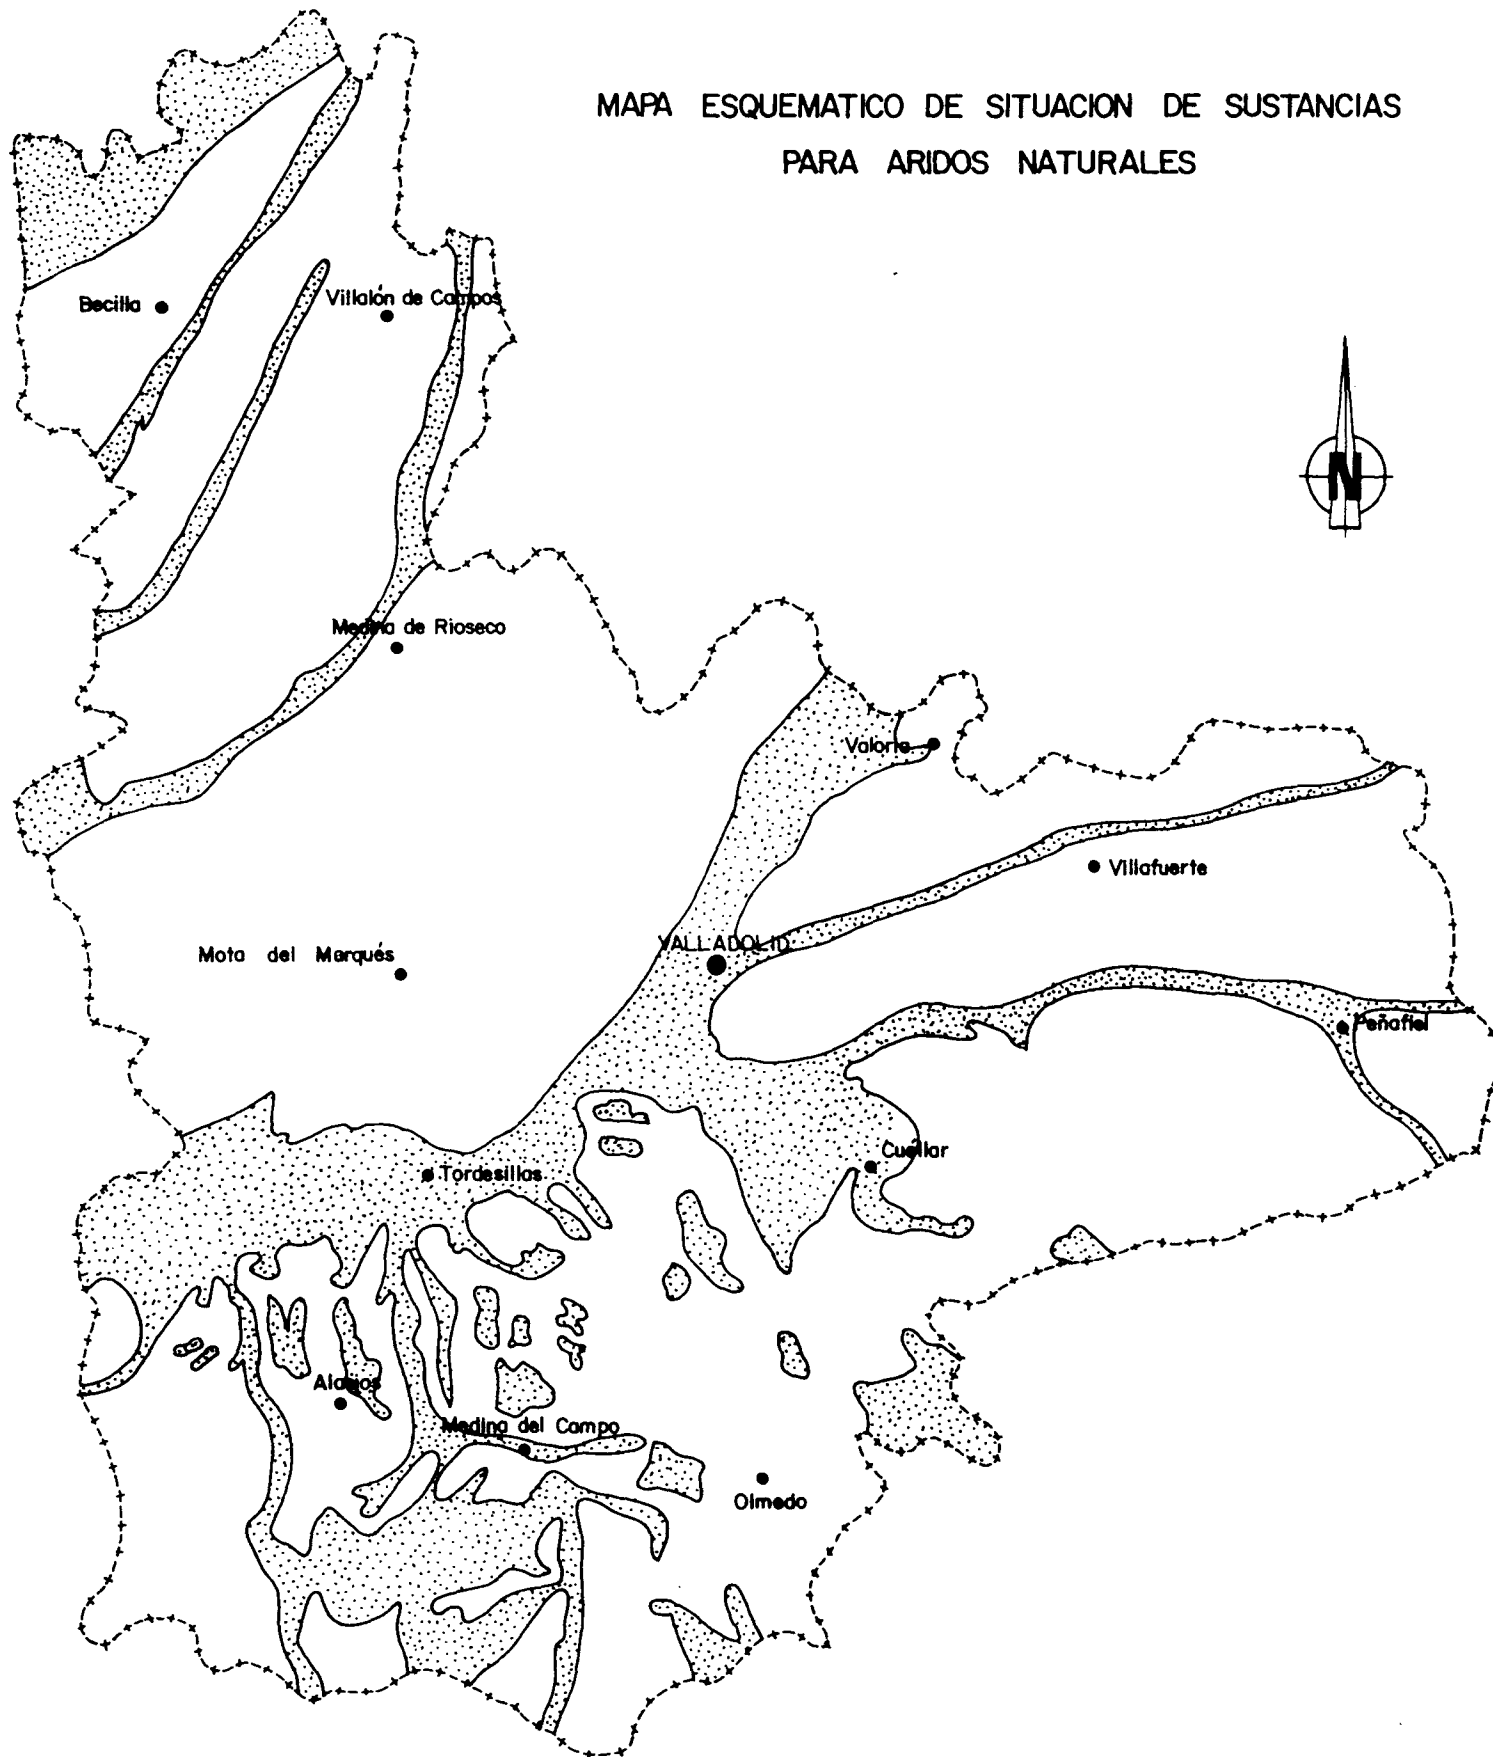 MAPA ESQUEMATICO DE SITUACION DE SUSTANCIAS
PARA ARIDOS NATURALES
Becilla
Villalón de Campos
N
Medina de Rioseco
Valoria
Villafuerte
VALLADOLID
Mota del Marqués
Peñafiel
Cuéllar
Tordesillas
Alaejos
Medina del Campo
Olmedo